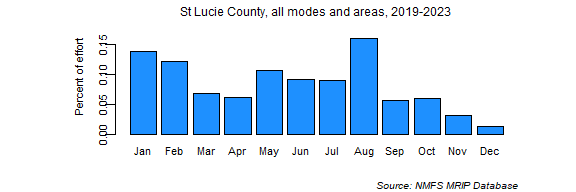 St Lucie County, all modes and areas, 2019-2023
Percent of effort
0.15
0.10
0.05
0.00
Jan Feb Mar Apr May Jun Jul Aug Sep Oct Nov Dec
Source: NMFS MRIP Database